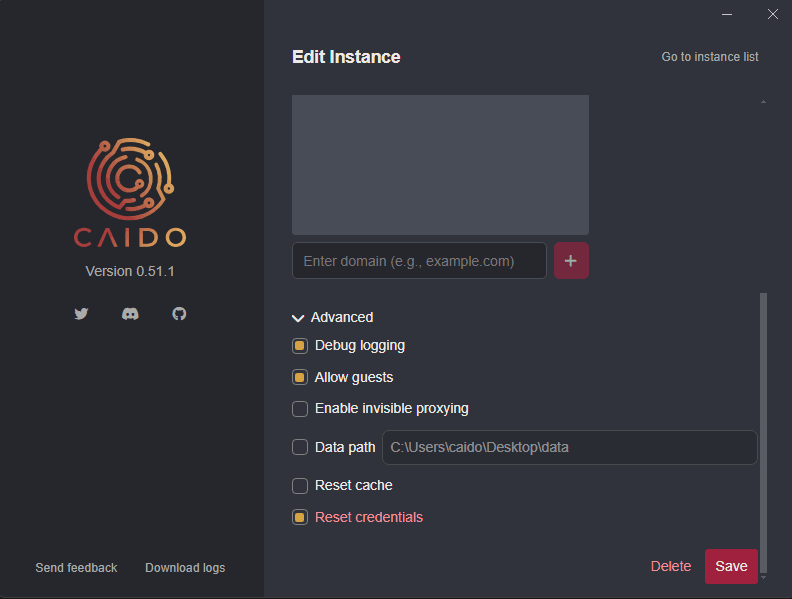 Edit Instance
Go to instance list
CAIDO
Version 0.51.1
Enter domain (e.g., example.com)
+
Advanced
Debug logging
Allow guests
Enable invisible proxying
Data path C:\Users\caido\Desktop\data
Reset cache
Reset credentials
Send feedback
Download logs
Delete
Save